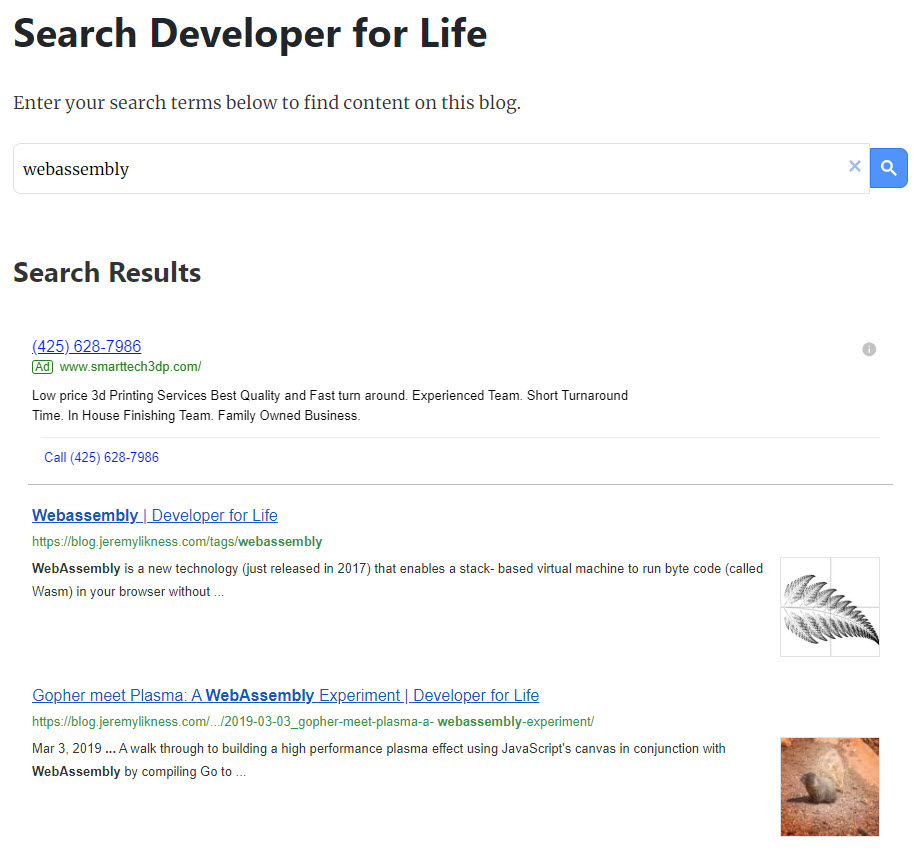 Search Developer for Life
Enter your search terms below to find content on this blog.
webassembly
Search Results
(425) 628-7986
Ad www.smarttech3dp.com/
Low price 3d Printing Services Best Quality and Fast turn around. Experienced Team. Short Turnaround
Time. In House Finishing Team. Family Owned Business.
Call (425) 628-7986
Webassembly | Developer for Life
https://blog.jeremylikness.com/tags/webassembly
WebAssembly is a new technology (just released in 2017) that enables a stack- based virtual machine to run byte code (called
Wasm) in your browser without ...
Gopher meet Plasma: A WebAssembly Experiment | Developer for Life
https://blog.jeremylikness.com/.../2019-03-03_gopher-meet-plasma-a- webassembly-experiment/
Mar 3, 2019 ... A walk through to building a high performance plasma effect using JavaScript's canvas in conjunction with
WebAssembly by compiling Go to ...